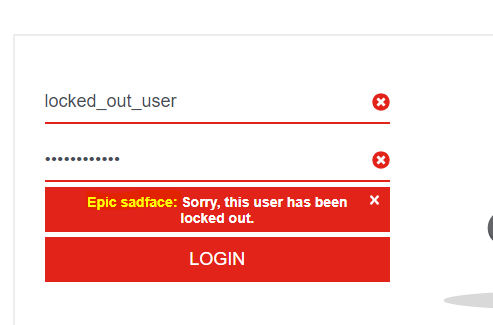 locked_out_user
••••••••••••
Epic sadface: Sorry, this user has been
locked out.
LOGIN